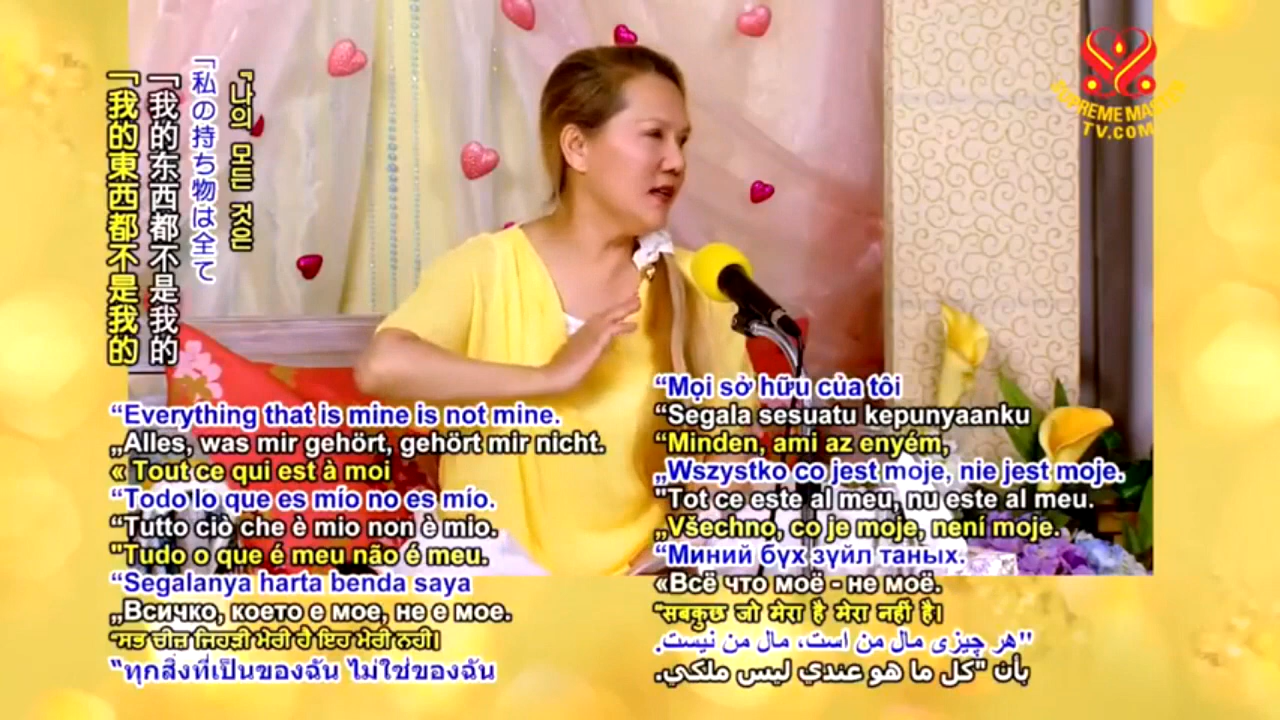 『나의 모든 것은
「私の持ち物は全て
「我的东西都不是我的
「我的東西都不是我的
SUPREME MASTER
TV.COM
“Everything that is mine is not mine.
„Alles, was mir gehört, gehört mir nicht.
« Tout ce qui est à moi
“Todo lo que es mío no es mío.
“Tutto ciò che è mio non è mio.
"Tudo o que é meu não é meu.
“Segalanya harta benda saya
„Всичко, което е мое, не е мое.
“ਸਭ ਚੀਜ਼ ਜਿਹੜੀ ਮੇਰੀ ਹੈ ਇਹ ਮੇਰੀ ਨਹੀ।
“ทุกสิ่งที่เป็นของฉัน ไม่ใช่ของฉัน
“Mọi sở hữu của tôi
“Segala sesuatu kepunyaanku
“Minden, ami az enyém,
„Wszystko co jest moje, nie jest moje.
"Tot ce este al meu, nu este al meu.
„Všechno, co je moje, není moje.
“Миний бүх зүйл таных.
«Всё что моё - не моё.
“सबकुछ जो मेरा है मेरा नहीं है।
"هر چیزی مال من است، مال من نیست.
بأن "كل ما هو عندي ليس ملكي.